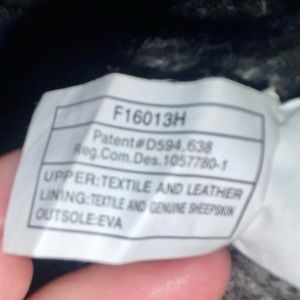 F16013H
Patent#D594,638
Reg.Com.Des.1057780-1
UPPER:TEXTILE AND LEATHER
LINING:TEXTILE AND GENUINE SHEEPSKIN
OUTSOLE:EVA